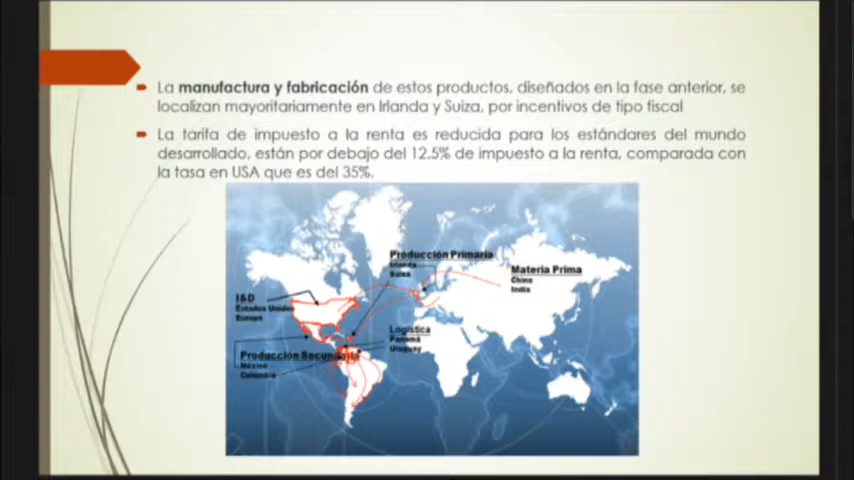 La manufactura y fabricación de estos productos, diseñados en la fase anterior, se
localizan mayoritariamente en Irlanda y Suiza, por incentivos de tipo fiscal
La tarifa de impuesto a la renta es reducida para los estándares del mundo
desarrollado, están por debajo del 12.5% de impuesto a la renta, comparada con
la tasa en USA que es del 35%.
Producción Primaria
Irlanda
Suiza
Materia Prima
China
India
I&D
Estados Unidos
Europa
Logística
Panamá
Uruguay
Producción Secundaria
México
Colombia